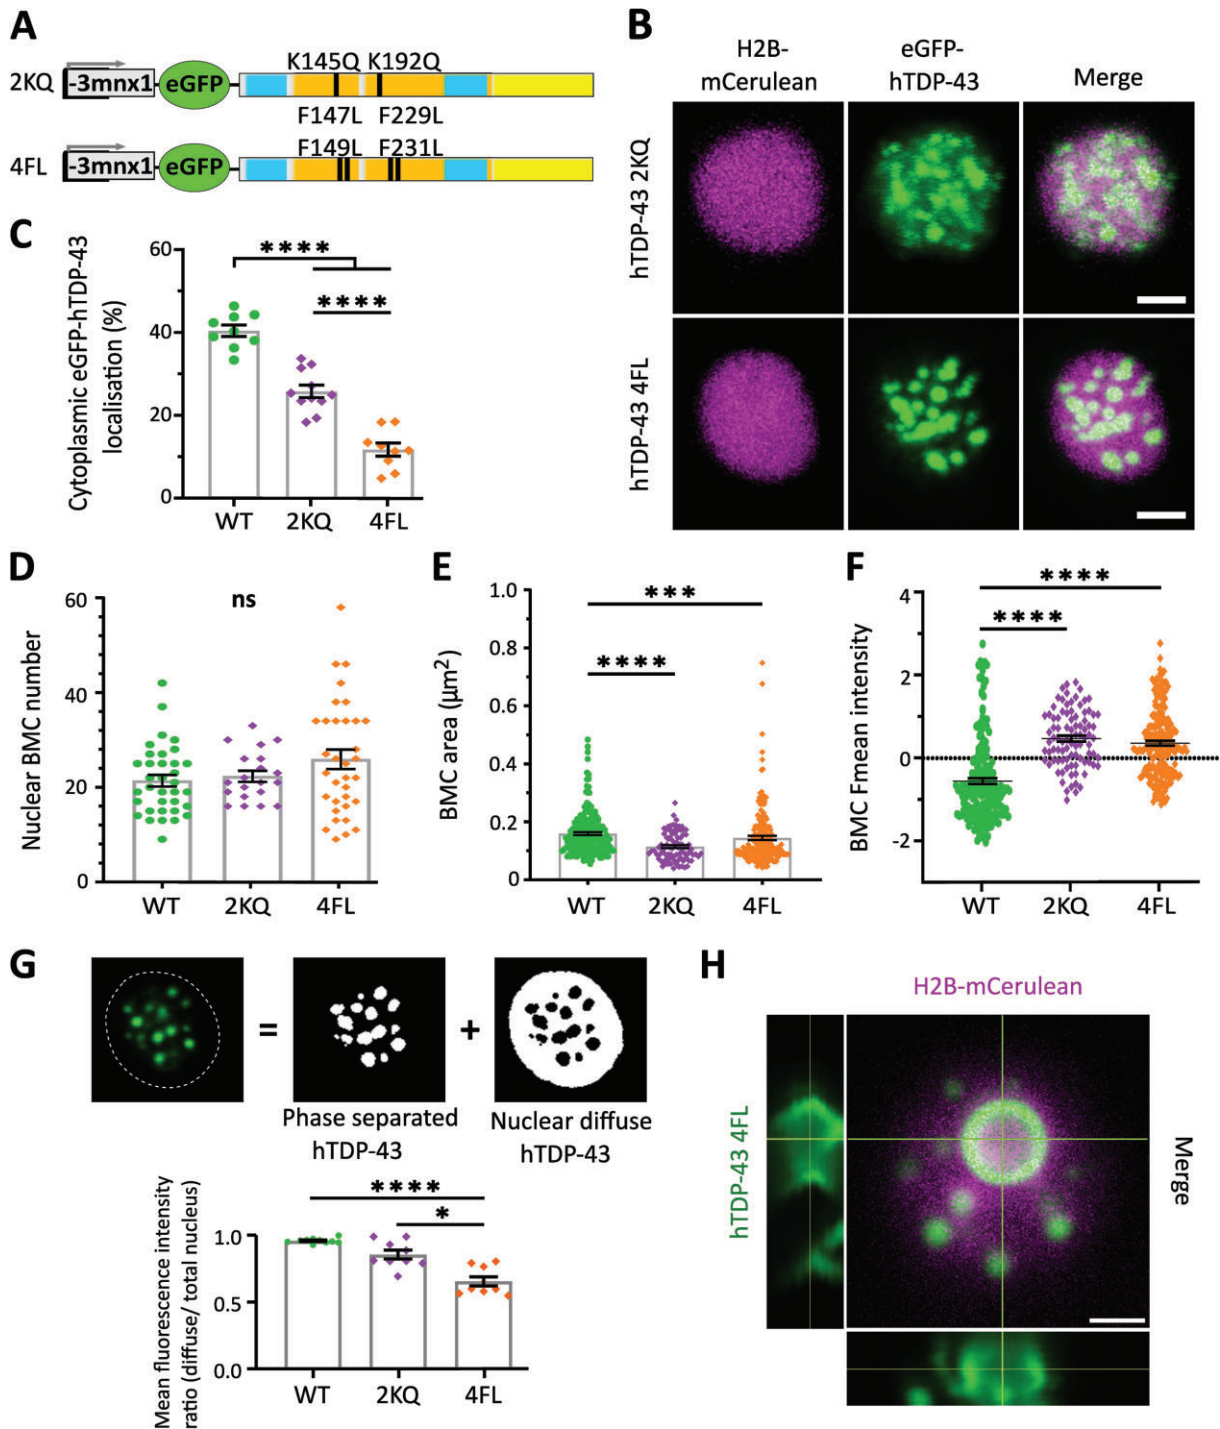 A
2KQ
-3mnx1
eGFP
K145Q
K192Q
F147L
F229L
F149L
F231L
4FL
-3mnx1
eGFP
B
H2B-
mCerulean
eGFP-
hTDP-43
Merge
hTDP-43 2KQ
hTDP-43 4FL
C
Cytoplasmic eGFP-hTDP-43
localisation (%)
60
40
20
0
****
****
WT
2KQ
4FL
D
Nuclear BMC number
60
40
20
0
ns
WT
2KQ
4FL
E
BMC area (μm²)
1.0
0.8
0.6
0.4
0.2
0
***
****
WT
2KQ
4FL
F
BMC Fmean intensity
4
2
0
-2
****
****
WT
2KQ
4FL
G
=
+
Phase separated
hTDP-43
Nuclear diffuse
hTDP-43
Mean fluorescence intensity
ratio (diffuse/ total nucleus)
1.0
0.5
0.0
****
*
WT
2KQ
4FL
H
H2B-mCerulean
hTDP-43 4FL
Merge